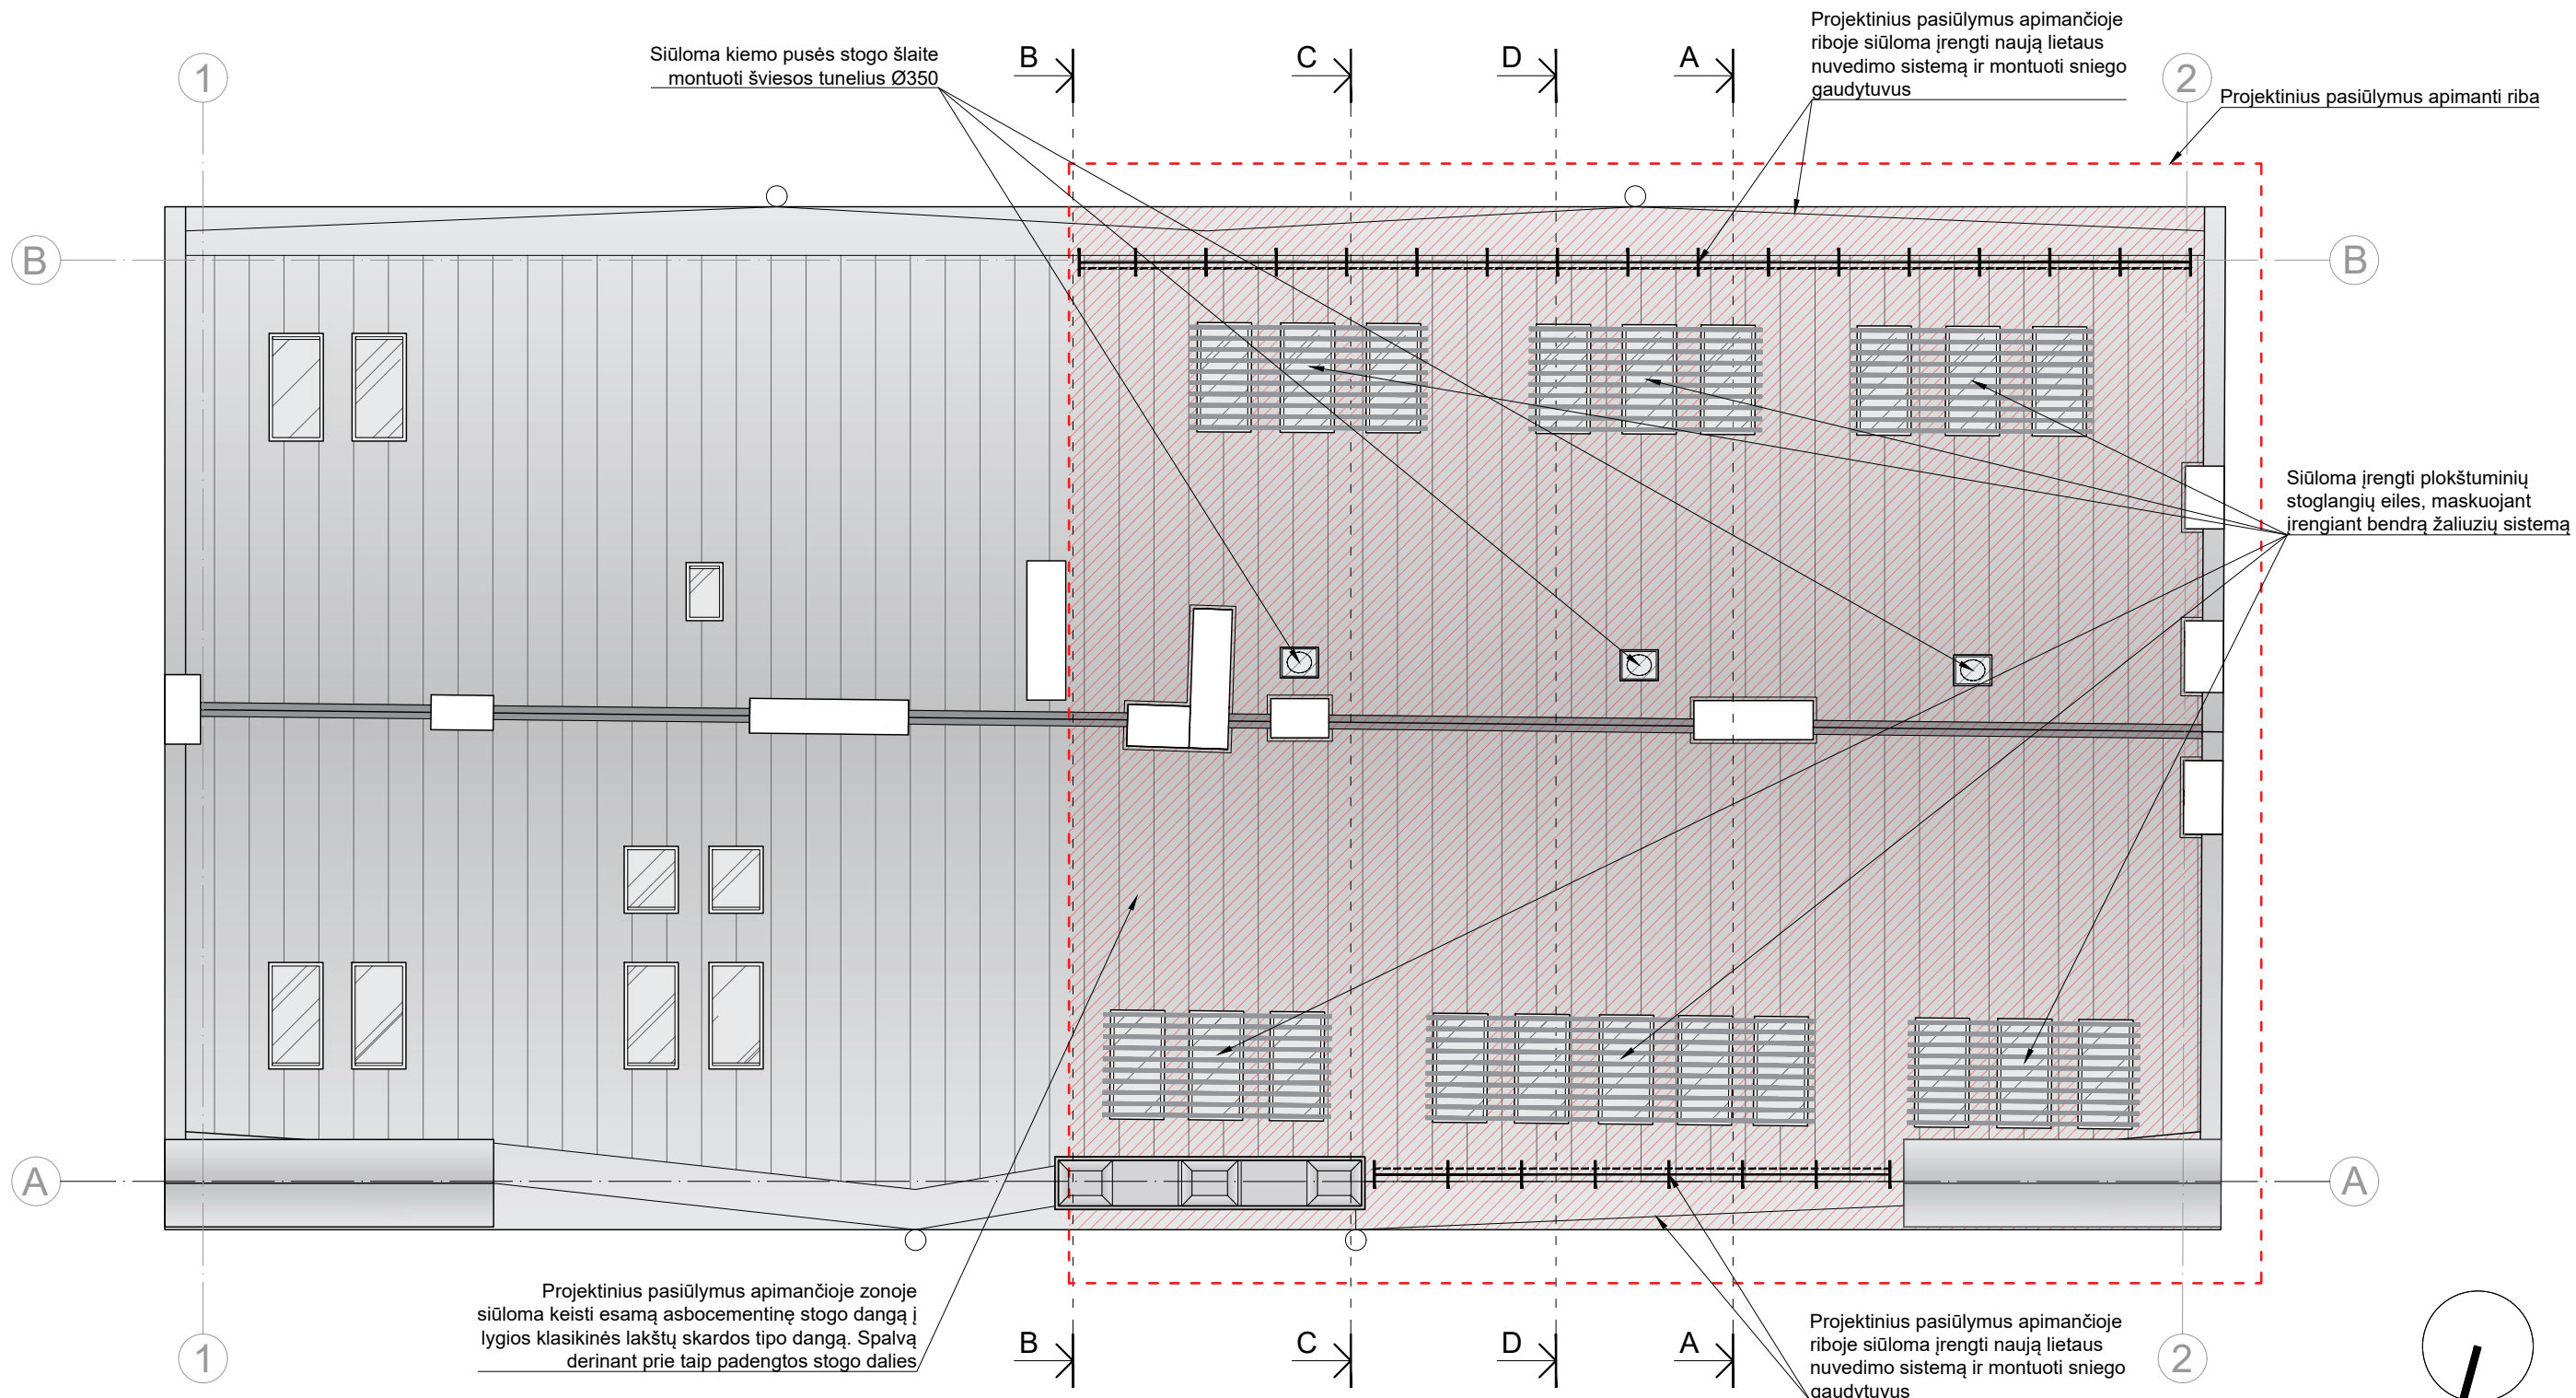 Siūloma kiemo pusės stogo šlaite
montuoti šviesos tunelius Ø350
B
C
D
A
Projektinius pasiūlymus apimančioje
riboje siūloma įrengti naują lietaus
nuvedimo sistemą ir montuoti sniego
gaudytuvus
1
2
Projektinius pasiūlymus apimanti riba
B
B
Siūloma įrengti plokštuminių
stoglangių eiles, maskuojant
įrengiant bendrą žaliuzių sistemą
A
A
Projektinius pasiūlymus apimančioje zonoje
siūloma keisti esamą asbocementinę stogo dangą į
lygios klasikinės lakštų skardos tipo dangą. Spalvą
derinant prie taip padengtos stogo dalies
1
B
C
D
A
Projektinius pasiūlymus apimančioje
riboje siūloma įrengti naują lietaus
nuvedimo sistemą ir montuoti sniego
gaudytuvus
2